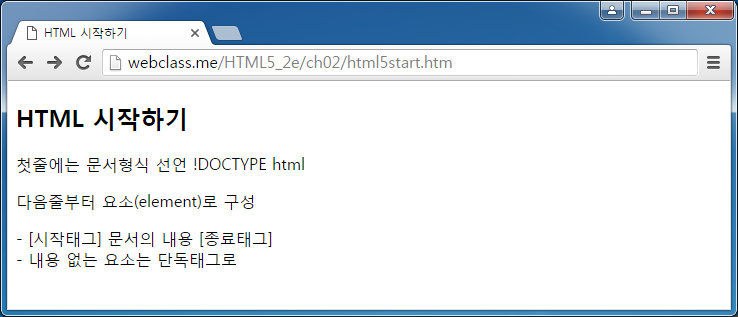 HTML 시작하기
webclass.me/HTML5_2e/ch02/html5start.htm
HTML 시작하기
첫줄에는 문서형식 선언 !DOCTYPE html
다음줄부터 요소(element)로 구성
- [시작태그] 문서의 내용 [종료태그]
- 내용 없는 요소는 단독태그로